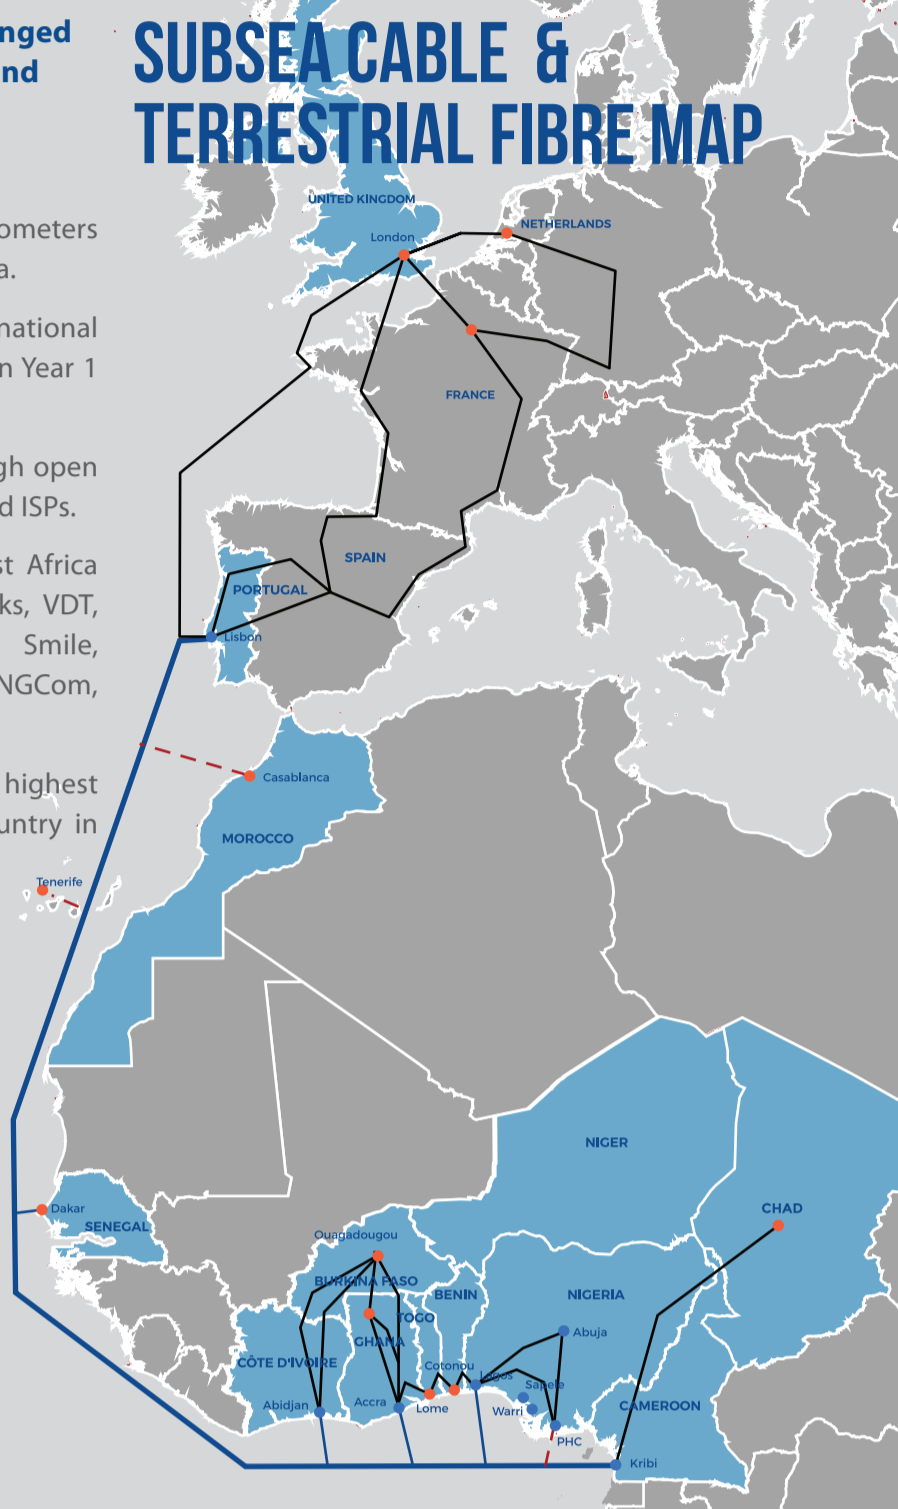 nged
nd
SUBSEA CABLE &
TERRESTRIAL FIBRE MAP
ometers
a.
national
n Year 1
gh open
d ISPs.
st Africa
ks, VDT,
Smile,
NGCom,
highest
untry in
UNITED KINGDOM
London
NETHERLANDS
FRANCE
SPAIN
PORTUGAL
Lisbon
Casablanca
MOROCCO
Tenerife
NIGER
CHAD
Dakar
SENEGAL
Ouagadougou
BURKINA FASO
BENIN
NIGERIA
TOGO
Abuja
GHANA
CÔTE D'IVOIRE
Cotonou
Lagos
Sapele
Abidjan
Accra
Lome
Warri
CAMEROON
PHC
Kribi